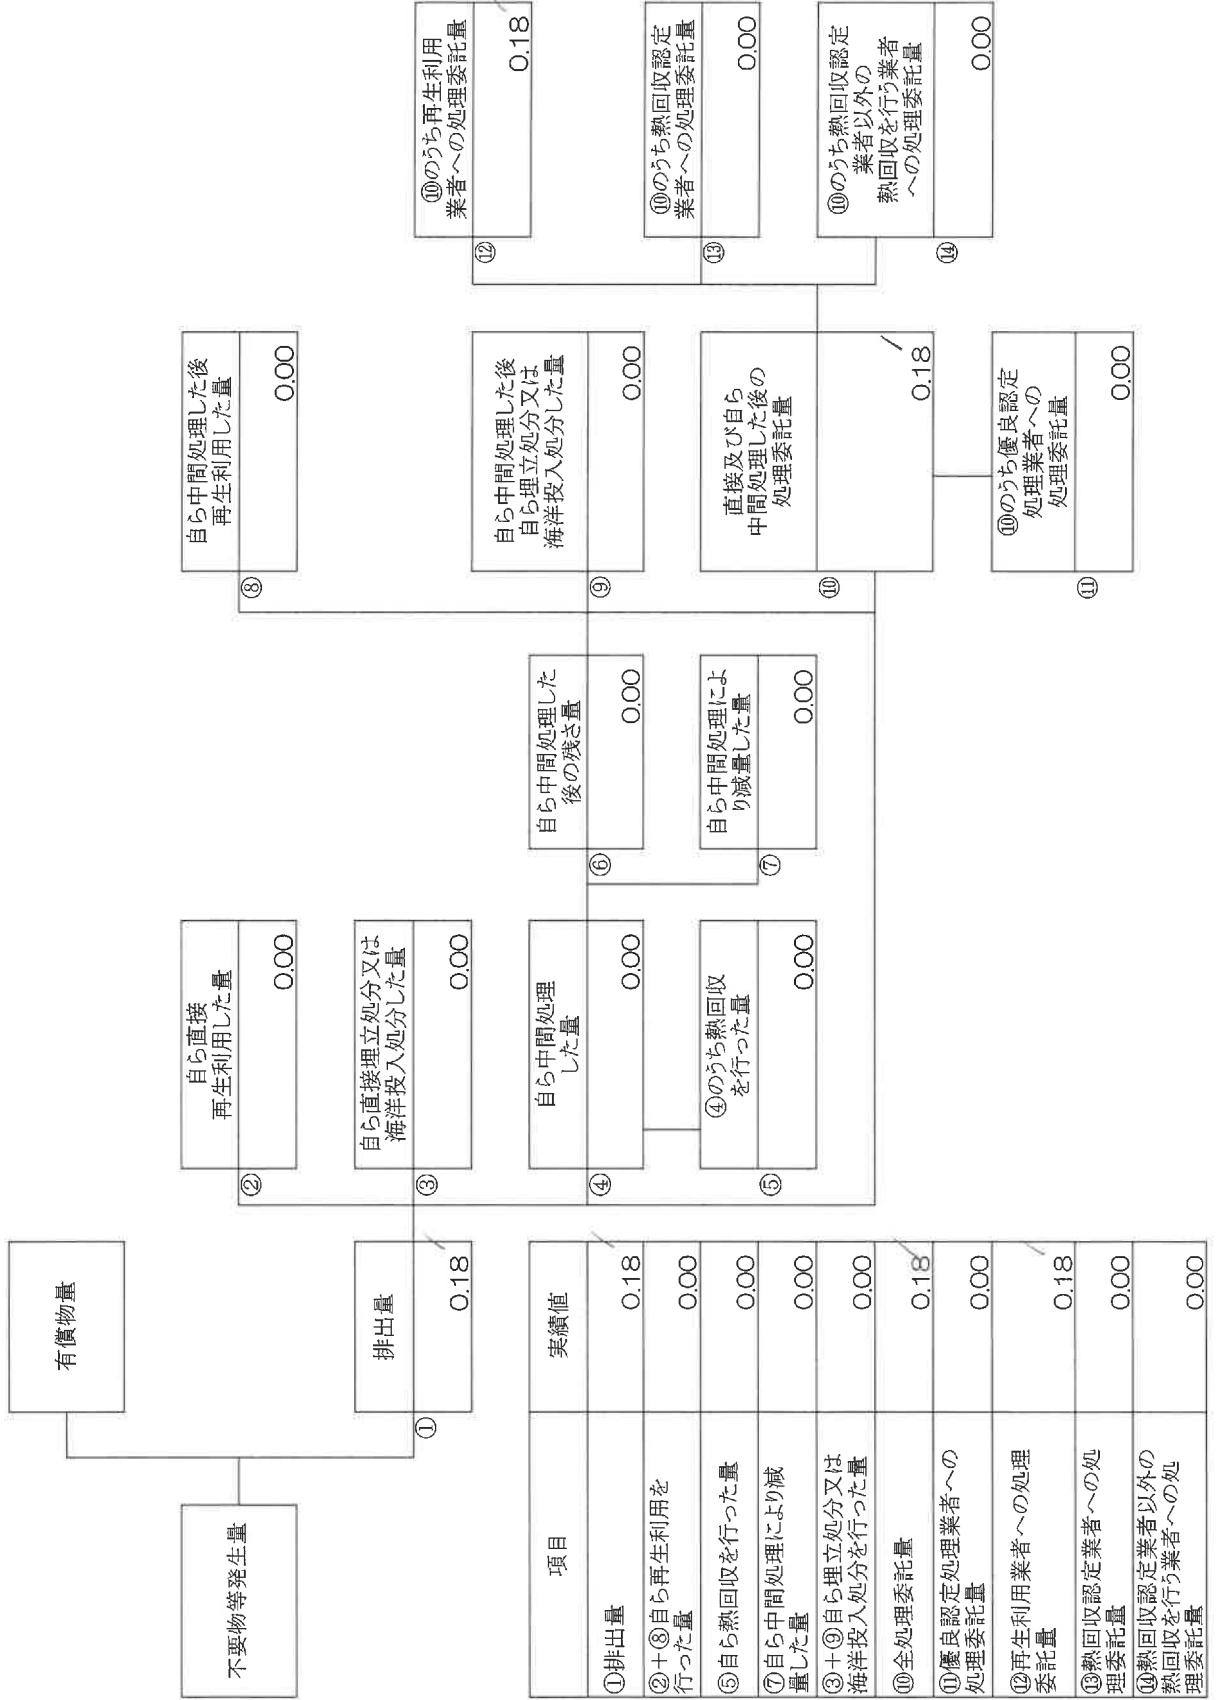 不要物等発生量
有償物量
①
排出量
0.18
②
自ら直接
再生利用した量
0.00
③
自ら直接埋立処分又は
海洋投入処分した量
0.00
④
自ら中間処理
した量
0.00
⑤
④のうち熱回収
を行った量
0.00
⑥
自ら中間処理した
後の残さ量
0.00
⑦
自ら中間処理によ
り減量した量
0.00
⑧
自ら中間処理した後
再生利用した量
0.00
⑨
自ら中間処理した後
自ら埋立処分又は
海洋投入処分した量
0.00
⑩
直接及び自ら
中間処理した後の
処理委託量
0.18
⑪
⑩のうち優良認定
処理業者への
処理委託量
0.00
⑫
⑩のうち再生利用
業者への処理委託量
0.18
⑬
⑩のうち熱回収認定
業者への処理委託量
0.00
⑭
⑩のうち熱回収認定
業者以外の
熱回収を行う業者
への処理委託量
0.00
項目 実績値
①排出量 0.18
②+⑧自ら再生利用を
行った量 0.00
⑤自ら熱回収を行った量 0.00
⑦自ら中間処理により減
量した量 0.00
③+⑨自ら埋立処分又は
海洋投入処分を行った量 0.00
⑩全処理委託量 0.18
⑪優良認定処理業者への
処理委託量 0.00
⑫再生利用業者への処理
委託量 0.18
⑬熱回収認定業者への処
理委託量 0.00
⑭熱回収認定業者以外の
熱回収を行う業者への処
理委託量 0.00